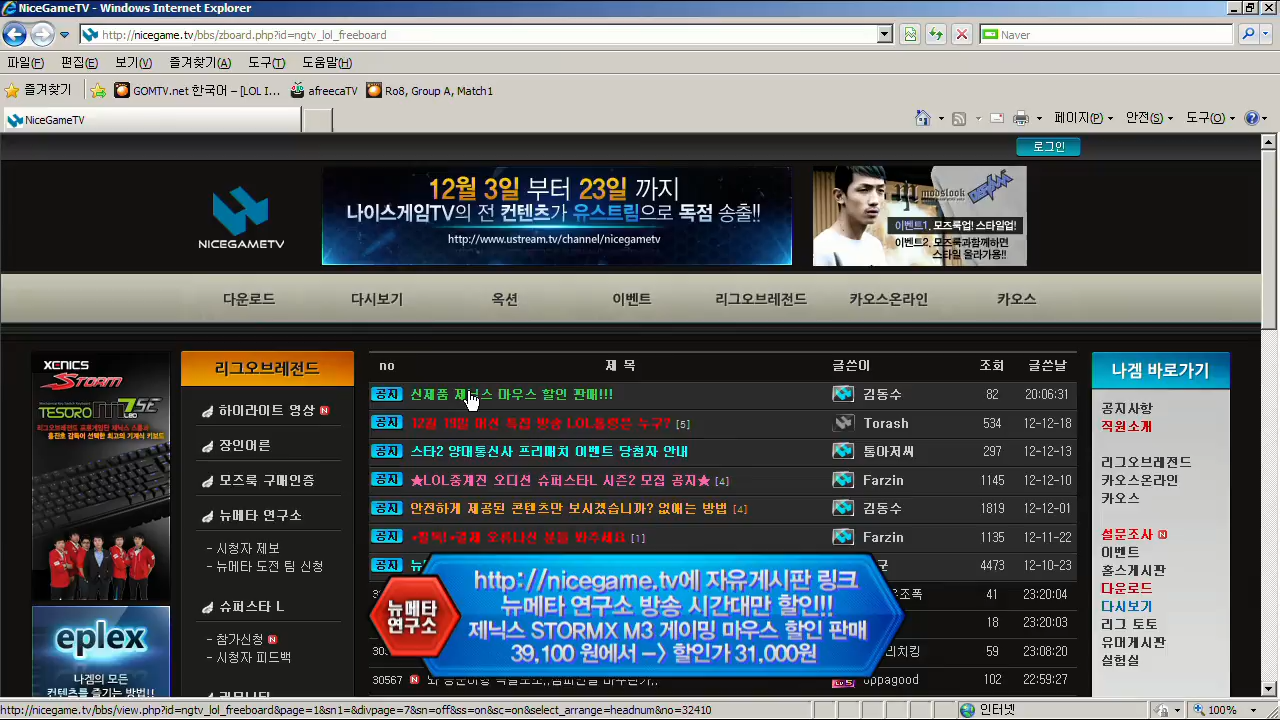 NiceGameTV - Windows Internet Explorer
http://nicegame.tv/bbs/zboard.php?id=ngtv_lol_freeboard
Naver
파일(F) 편집(E) 보기(V) 즐겨찾기(A) 도구(T) 도움말(H)
즐겨찾기 GOMTV.net 한국어 – [LOL I... afreecaTV Ro8, Group A, Match1
NiceGameTV
페이지(P) 안전(S) 도구(O)
로그인
NICEGAMETV
12월 3일 부터 23일 까지
나이스게임TV의 전 컨텐츠가 유스트림으로 독점 송출!!
http://www.ustream.tv/channel/nicegametv
modslook
이벤트1, 모즈룩업! 스타일업!
이벤트2, 모즈룩과함께하면
스타일 올라가용!!
다운로드 다시보기 옥션 이벤트 리그오브레전드 카오스온라인 카오스
XCNICS
STORM
TESORO
리그오브레전드
하이라이트 영상 N
장인어른
모즈룩 구매인증
뉴메타 연구소
- 시청자 제보
- 뉴메타 도전 팀 신청
슈퍼스타 L
- 참가신청 N
- 시청자 피드백
커뮤니티
eplex
나겜의 모든
컨텐츠를 즐기는 방법!
no 제 목 글쓴이 조회 글쓴날
공지 신제품 제닉스 마우스 할인 판매!!! 김동수 82 20:06:31
공지 12월 19일 대선 특집 방송 LOL통령은 누구? [5] Torash 534 12-12-18
공지 스타2 양대통신사 프리매치 이벤트 당첨자 안내 통아저씨 297 12-12-13
공지 ★LOL중계진 오디션 슈퍼스타L 시즌2 모집 공지★ [4] Farzin 1145 12-12-10
공지 안전하게 제공된 콘텐츠만 보시겠습니까? 없애는 방법 [4] 김동수 1819 12-12-01
공지 결제 오류나신 분들 봐주세요 [1] Farzin 1135 12-11-22
공지 4473 12-10-23
41 23:20:04
18 23:20:03
59 23:08:20
30567 N oppagood 102 22:59:27
나겜 바로가기
공지사항
직원소개
리그오브레전드
카오스온라인
카오스
설문조사 N
이벤트
홀스게시판
다운로드
다시보기
리그 토토
유머게시판
실험실
뉴메타
연구소
http://nicegame.tv에 자유게시판 링크
뉴메타 연구소 방송 시간대만 할인!!
제닉스 STORMX M3 게이밍 마우스 할인 판매
39,100 원에서 -> 할인가 31,000원
http://nicegame.tv/bbs/view.php?id=ngtv_lol_freeboard&page=1&sn1=&divpage=7&sn=off&ss=on&sc=on&select_arrange=headnum&no=32410
인터넷 100%